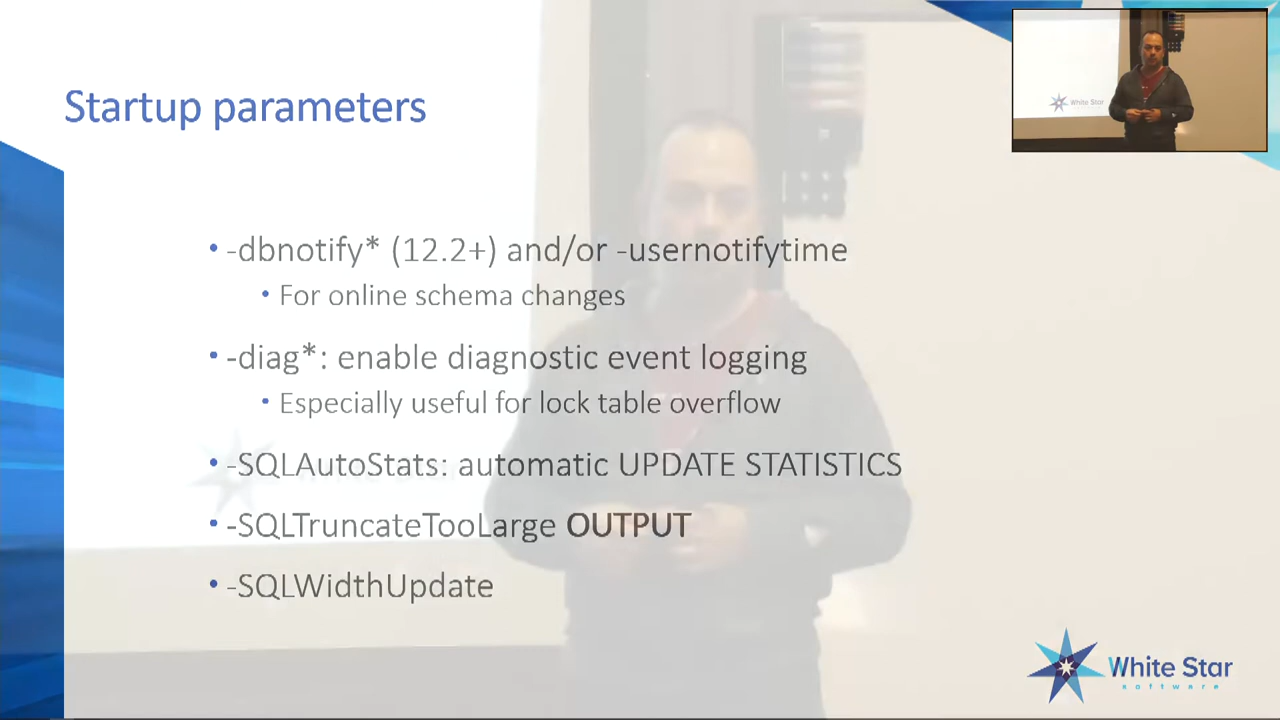 Startup parameters
White Star
• -dbnotify* (12.2+) and/or -usernotifytime
• For online schema changes
• -diag*: enable diagnostic event logging
• Especially useful for lock table overflow
• -SQLAutoStats: automatic UPDATE STATISTICS
• -SQLTruncateTooLarge OUTPUT
• -SQLWidthUpdate
White Star
software